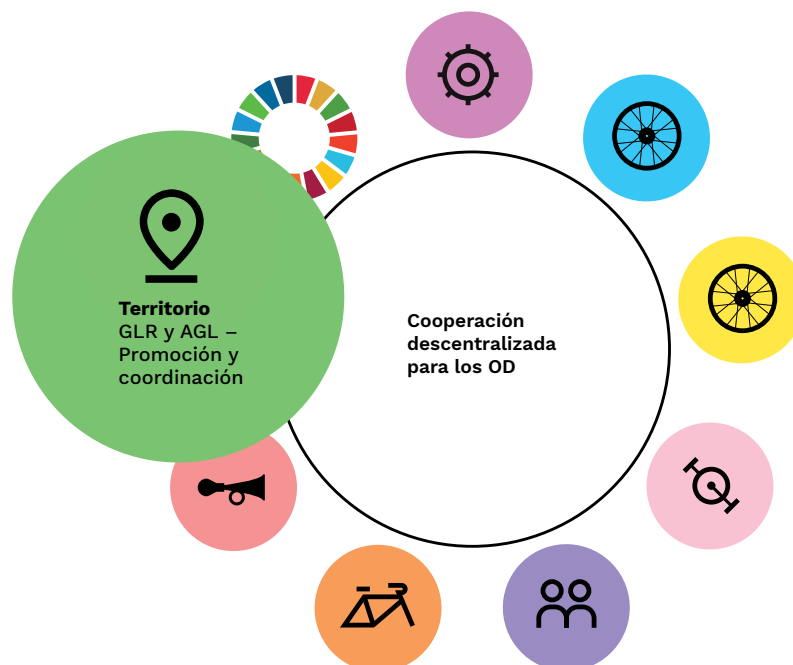 Territorio
GLR y AGL –
Promoción y
coordinación
Cooperación
descentralizada
para los OD